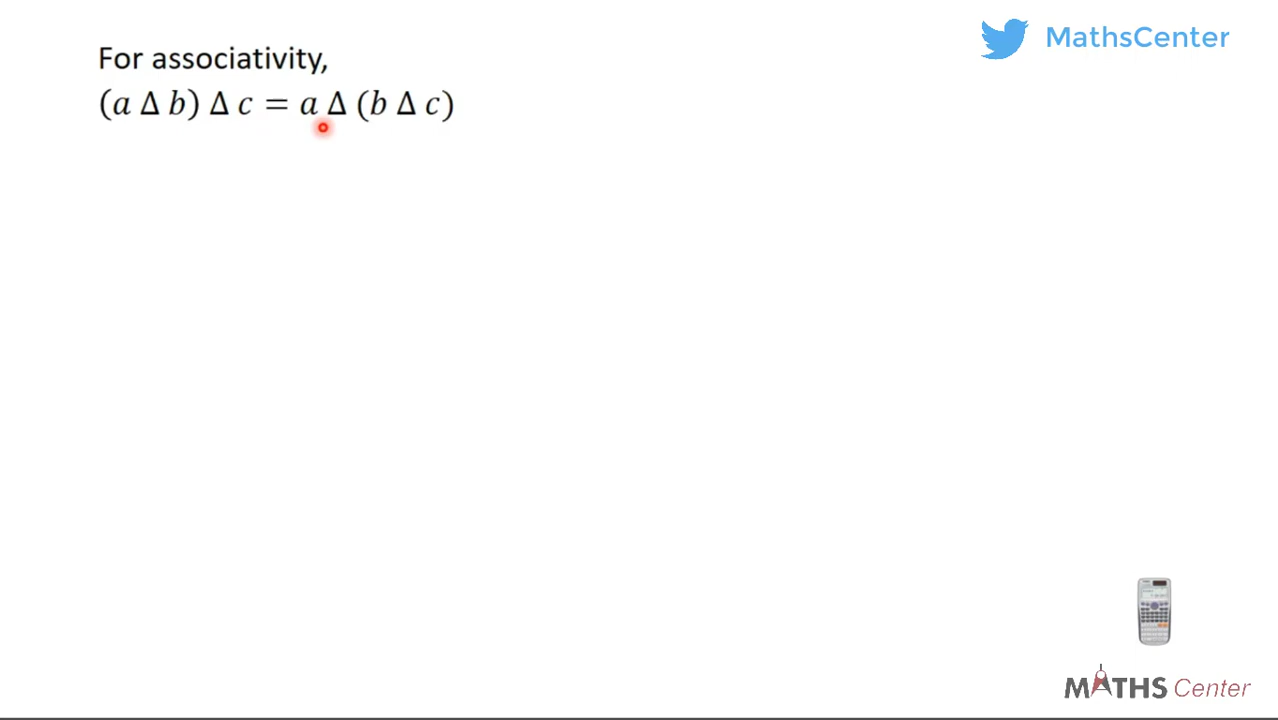 For associativity,
(a Δ b) Δ c = a Δ (b Δ c)
MathsCenter
MATHS Center